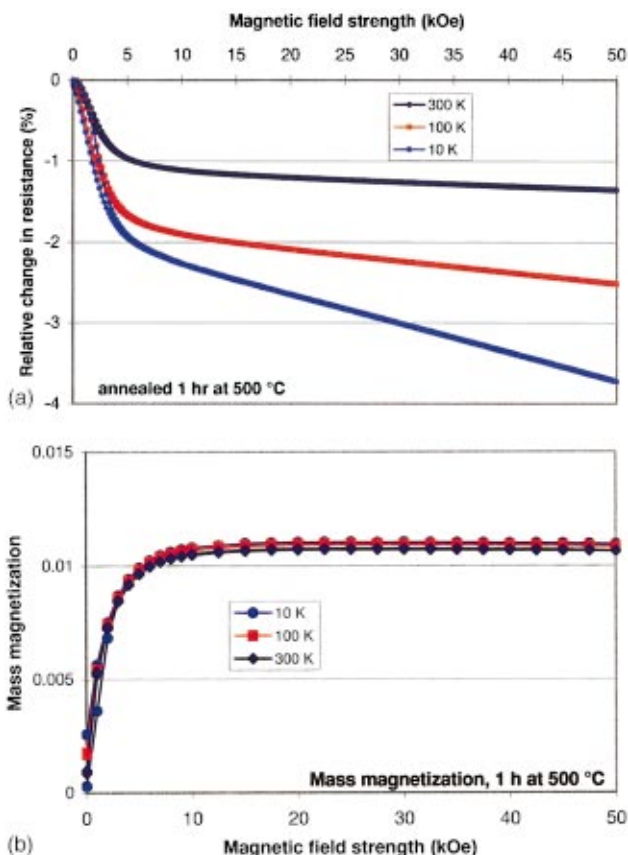 Magnetic field strength (kOe)
0 5 10 15 20 25 30 35 40 45 50
0
-1
-2
-3
-4
Relative change in resistance (%)
300 K
100 K
10 K
annealed 1 hr at 500 °C
(a)
0.015
0.01
0.005
0
Mass magnetization
10 K
100 K
300 K
Mass magnetization, 1 h at 500 °C
0 10 20 30 40 50
(b)
Magnetic field strength (kOe)